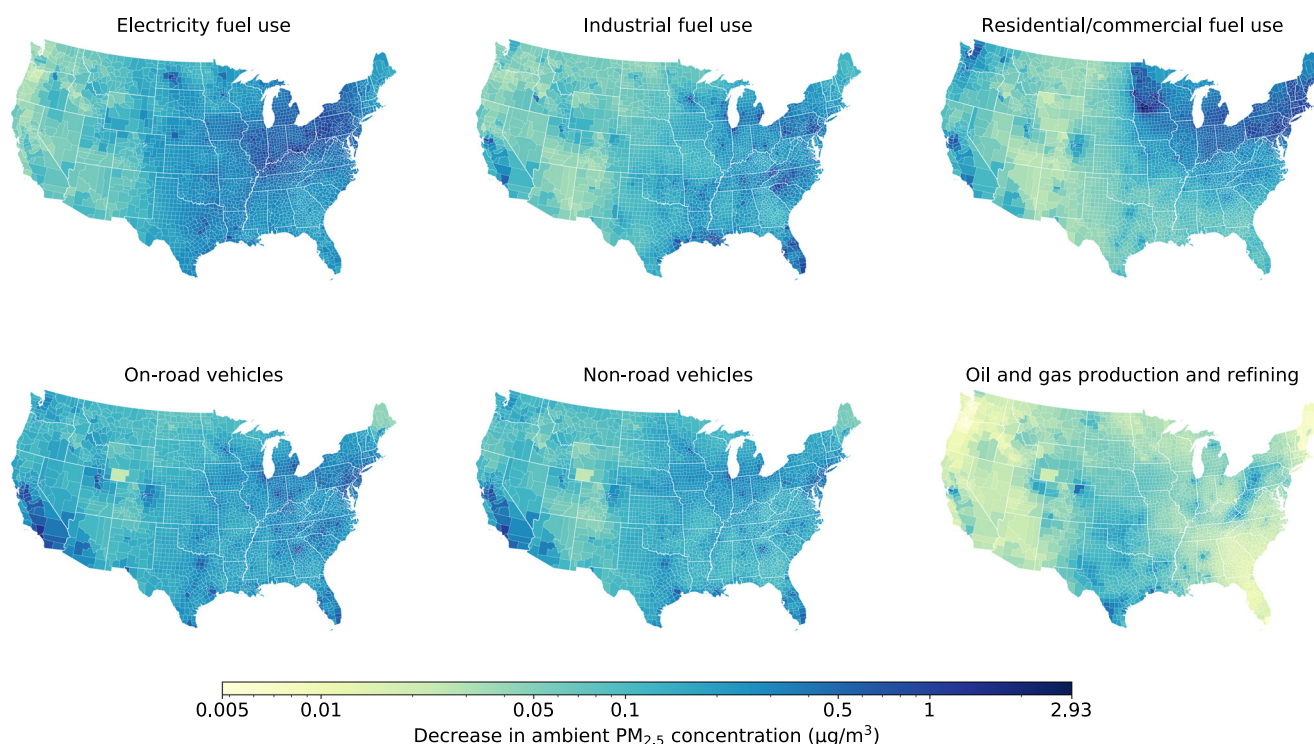 Electricity fuel use
Industrial fuel use
Residential/commercial fuel use
On-road vehicles
Non-road vehicles
Oil and gas production and refining
0.005 0.01 0.05 0.1 0.5 1 2.93
Decrease in ambient PM₂.₅ concentration (μg/m³)